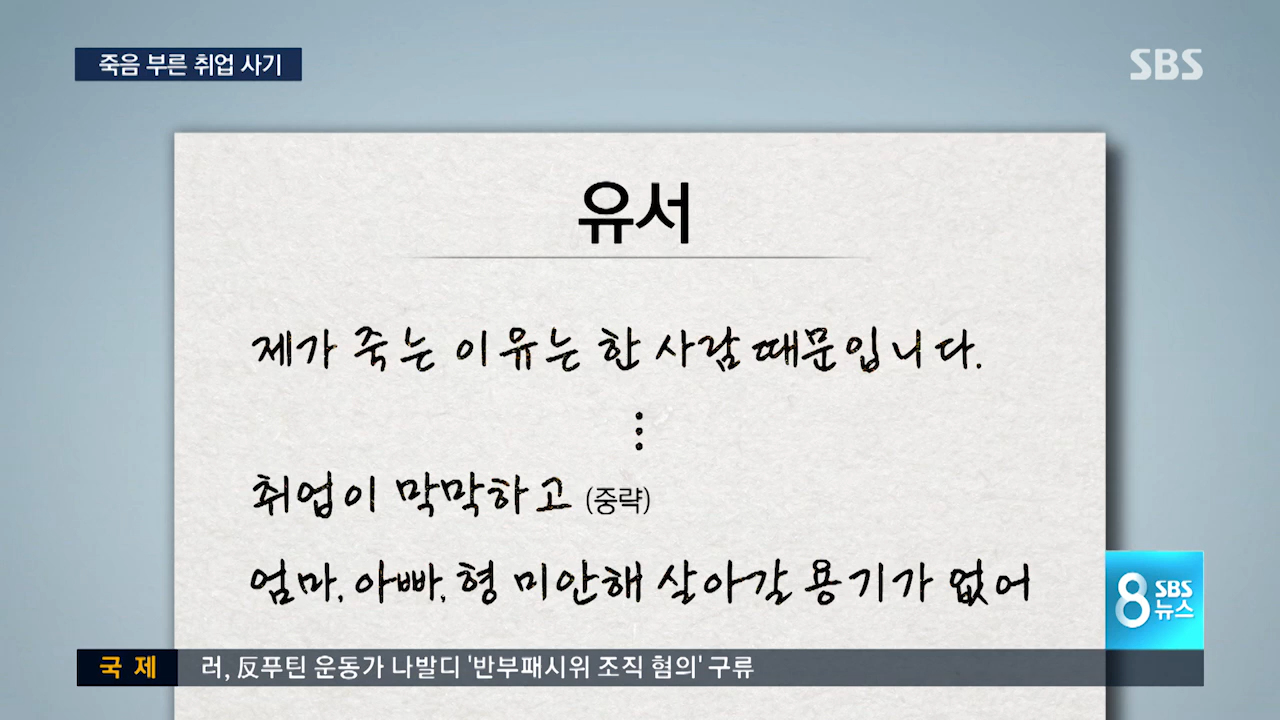 죽음 부른 취업 사기
SBS
유서
제가 죽는 이유는 한 사람 때문입니다.
⋮
취업이 막막하고 (중략)
엄마, 아빠, 형 미안해 살아갈 용기가 없어
8 SBS 뉴스
국제 러, 反푸틴 운동가 나발디 '반부패시위 조직 혐의' 구류